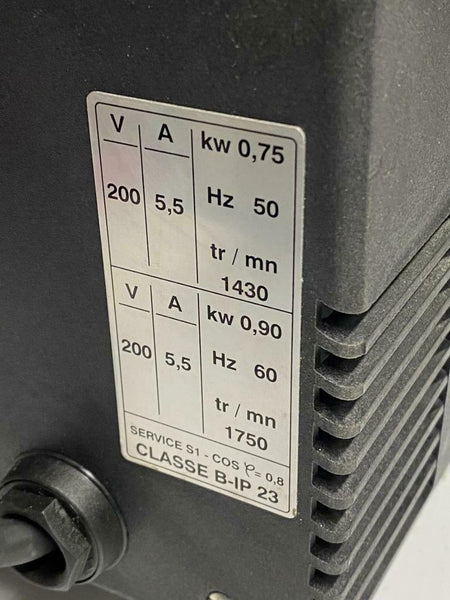 V A kw 0,75
200 5,5 Hz 50
tr / mn
1430
V A kw 0,90
200 5,5 Hz 60
tr / mn
1750
SERVICE S1 - COS φ = 0,8
CLASSE B-IP 23